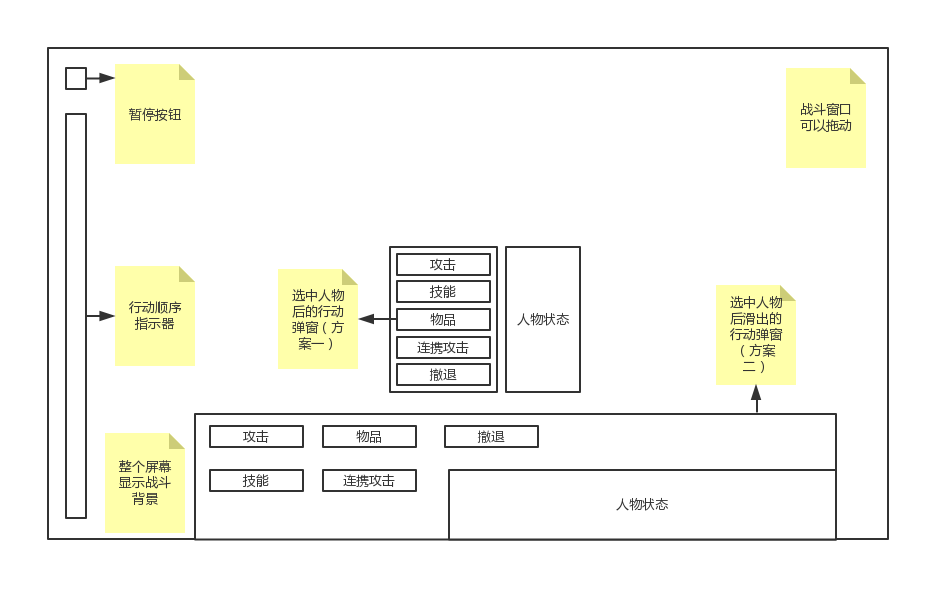 暂停按钮
战斗窗口
可以拖动
行动顺序
指示器
选中人物
后的行动
弹窗（方
案一）
攻击
技能
物品
连携攻击
撤退
人物状态
选中人物
后滑出的
行动弹窗
（方案
二）
整个屏幕
显示战斗
背景
攻击
物品
撤退
技能
连携攻击
人物状态